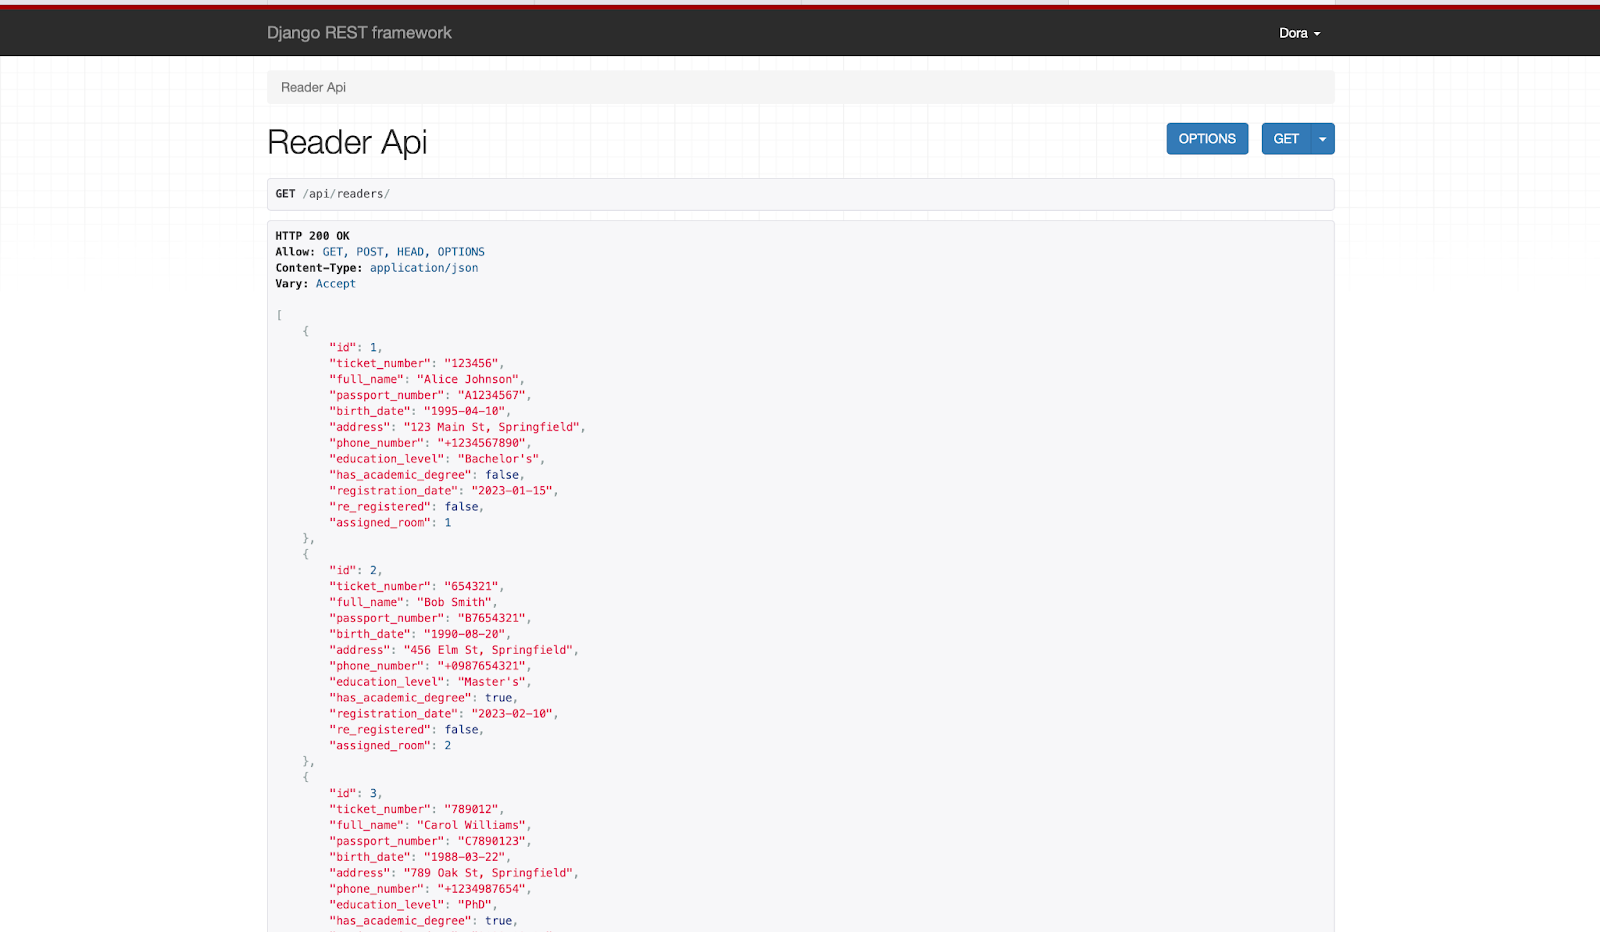 Django REST framework
Dora
Reader Api
Reader Api
OPTIONS
GET
GET /api/readers/
HTTP 200 OK
Allow: GET, POST, HEAD, OPTIONS
Content-Type: application/json
Vary: Accept
[
{
"id": 1,
"ticket_number": "123456",
"full_name": "Alice Johnson",
"passport_number": "A1234567",
"birth_date": "1995-04-10",
"address": "123 Main St, Springfield",
"phone_number": "+1234567890",
"education_level": "Bachelor's",
"has_academic_degree": false,
"registration_date": "2023-01-15",
"re_registered": false,
"assigned_room": 1
},
{
"id": 2,
"ticket_number": "654321",
"full_name": "Bob Smith",
"passport_number": "B7654321",
"birth_date": "1990-08-20",
"address": "456 Elm St, Springfield",
"phone_number": "+0987654321",
"education_level": "Master's",
"has_academic_degree": true,
"registration_date": "2023-02-10",
"re_registered": false,
"assigned_room": 2
},
{
"id": 3,
"ticket_number": "789012",
"full_name": "Carol Williams",
"passport_number": "C7890123",
"birth_date": "1988-03-22",
"address": "789 Oak St, Springfield",
"phone_number": "+1234987654",
"education_level": "PhD",
"has_academic_degree": true,